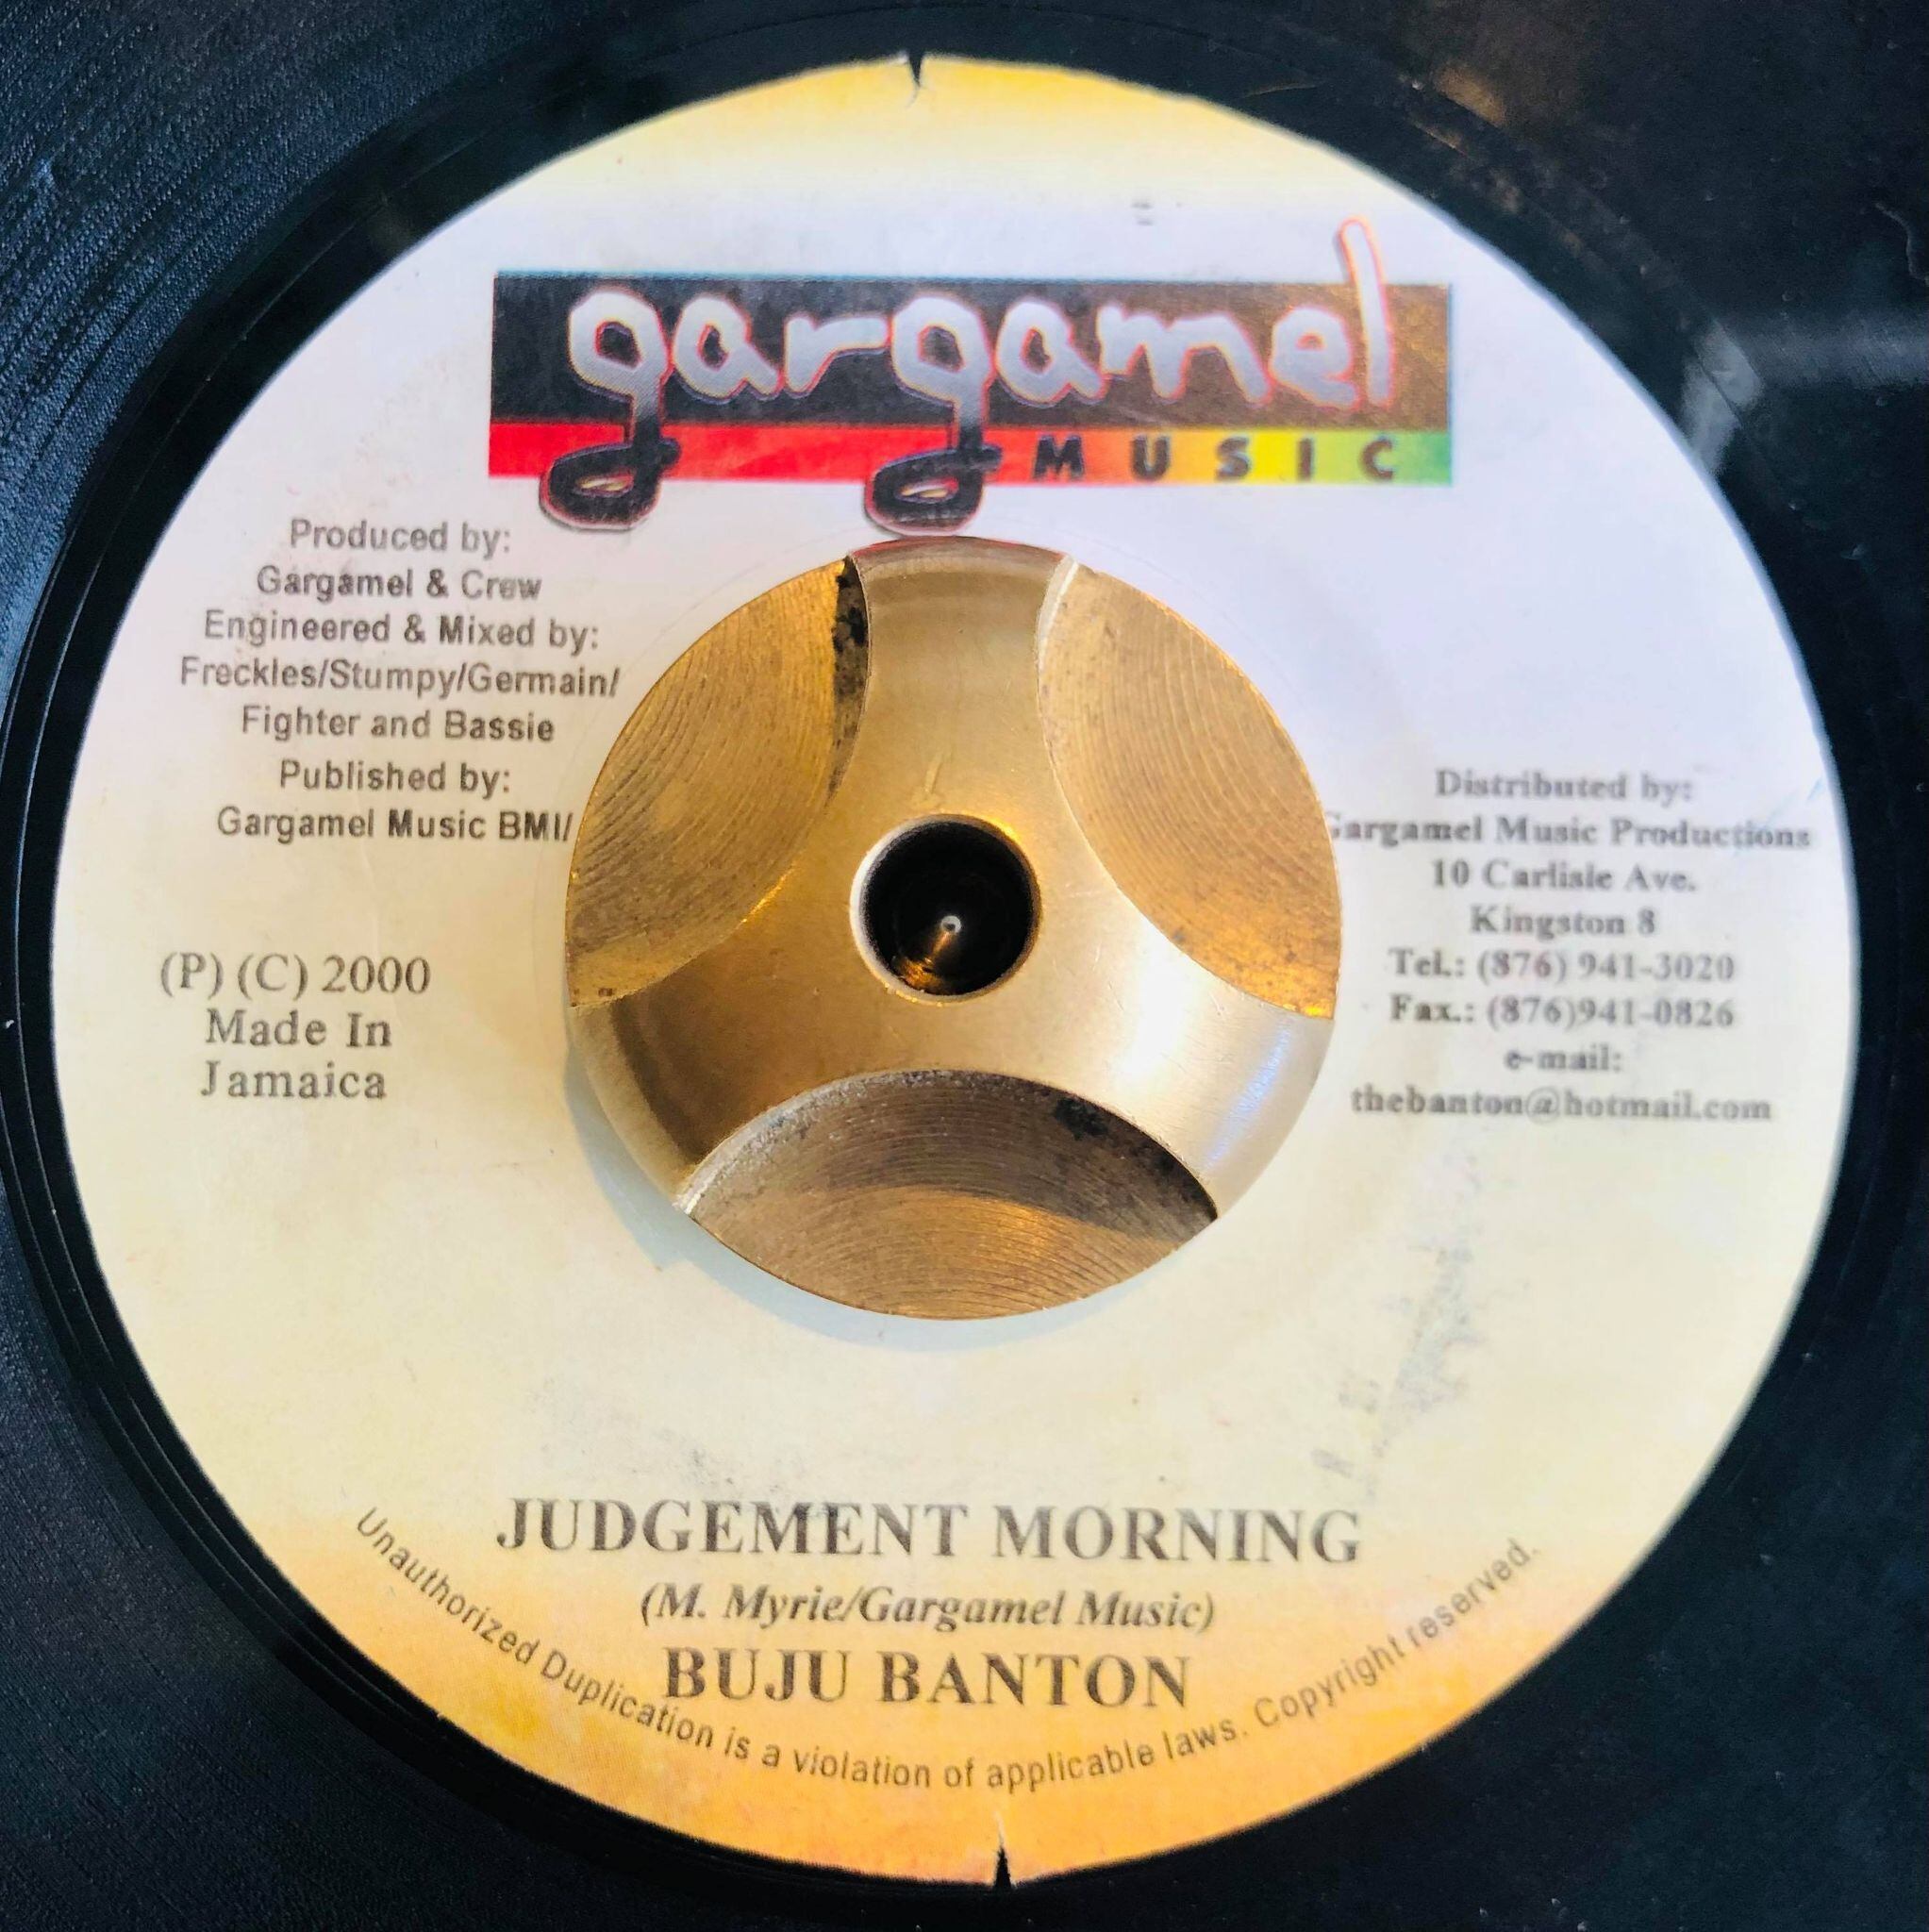 gargamel
MUSIC
Produced by:
Gargamel & Crew
Engineered & Mixed by:
Freckles/Stumpy/Germain/
Fighter and Bassie
Published by:
Gargamel Music BMI/
(P) (C) 2000
Made In
Jamaica
Distributed by:
Gargamel Music Productions
10 Carlisle Ave.
Kingston 8
Tel.: (876) 941-3020
Fax.: (876)941-0826
e-mail:
thebanton@hotmail.com
JUDGEMENT MORNING
(M. Myrie/Gargamel Music)
BUJU BANTON
Unauthorized Duplication is a violation of applicable laws. Copyright reserved.